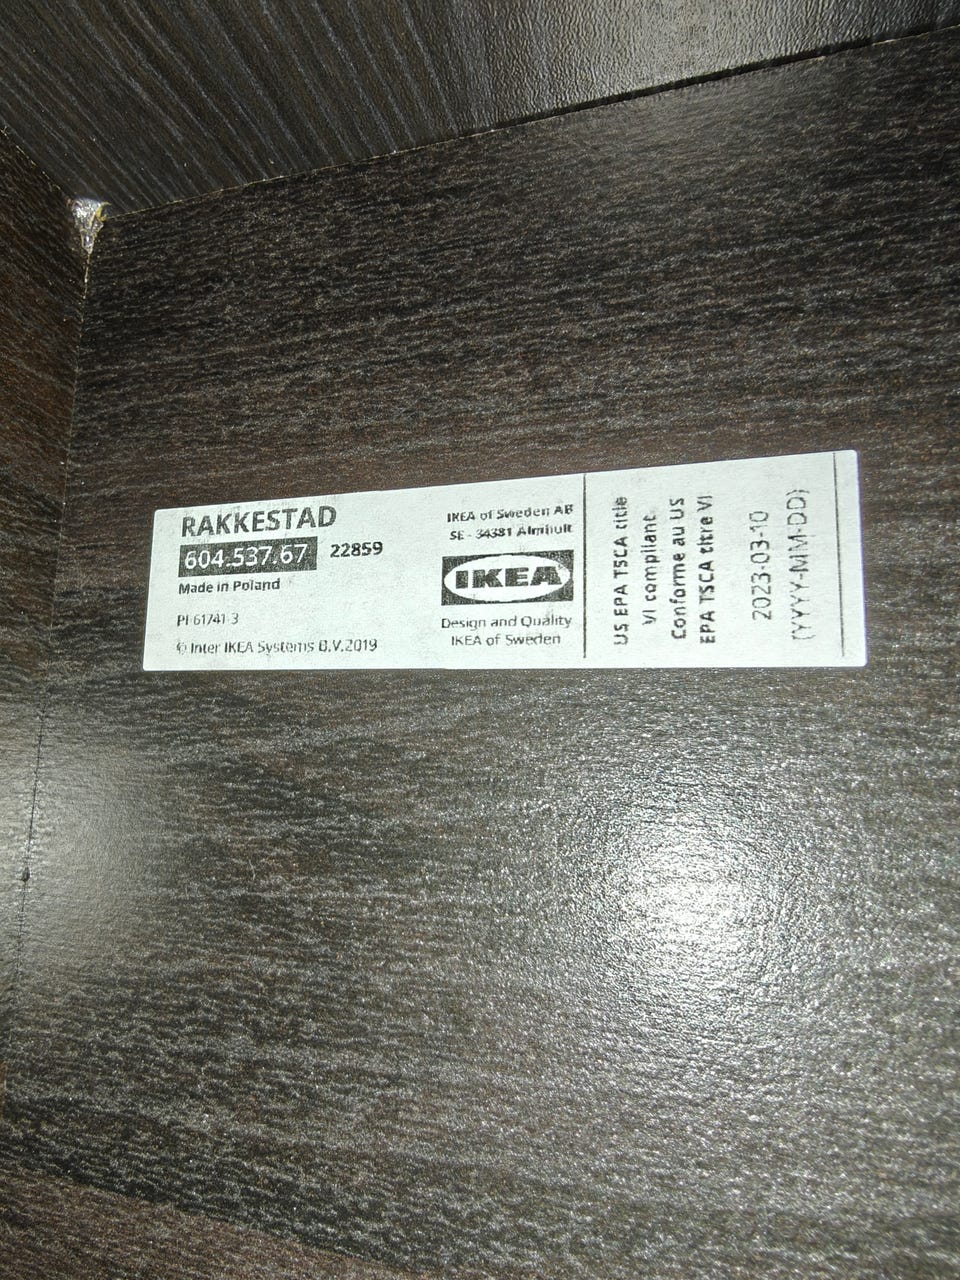 RAKKESTAD
604.537.67 22859
Made in Poland
PI-61741-3
© Inter IKEA Systems B.V.2019
IKEA of Sweden AB
SE - 34381 Älmhult
IKEA
Design and Quality
IKEA of Sweden
US EPA TSCA title
VI compliant
Conforme au US
EPA TSCA titre VI
2023-03-10
(YYYY-MM-DD)